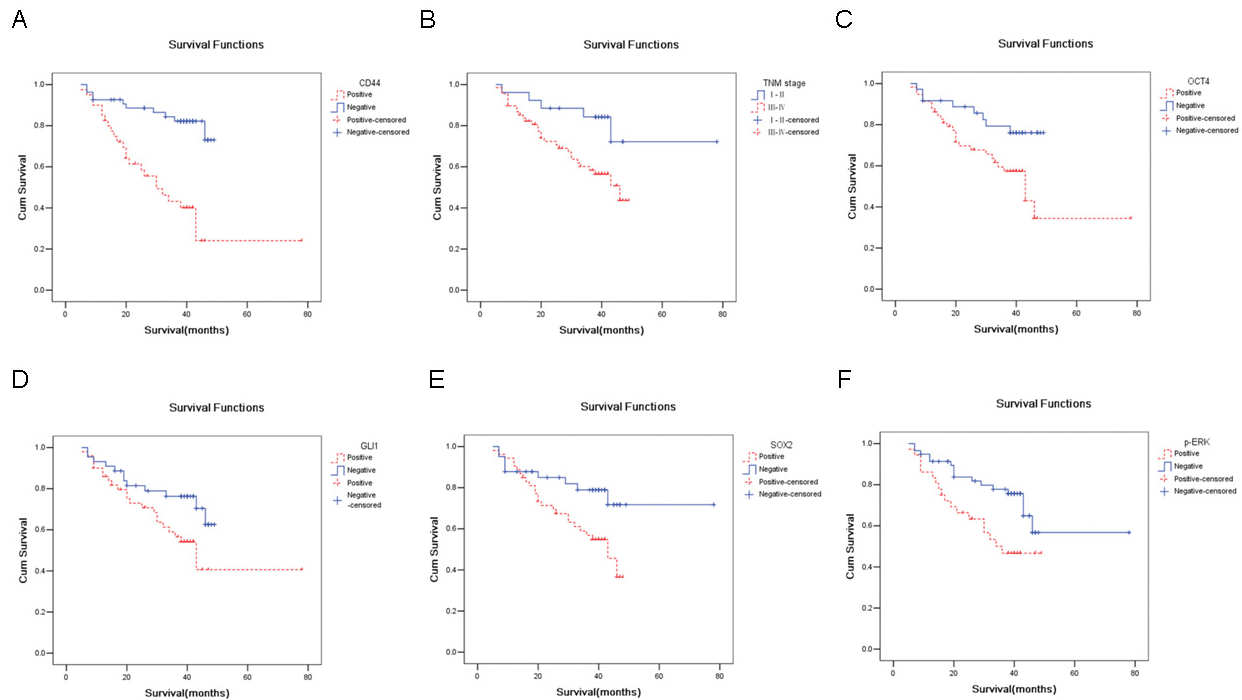 A
Survival Functions
CD44
Positive
Negative
Positive-censored
Negative-censored
1.0
0.8
0.6
0.4
0.2
0.0
Cum Survival
0 20 40 60 80
Survival(months)
B
Survival Functions
TNM stage
I - II
III-IV
I - II-censored
III-IV-censored
1.0
0.8
0.6
0.4
0.2
0.0
Cum Survival
0 20 40 60 80
Survival(months)
C
Survival Functions
OCT4
Positive
Negative
Positive-censored
Negative-censored
1.0
0.8
0.6
0.4
0.2
0.0
Cum Survival
0 20 40 60 80
Survival(months)
D
Survival Functions
GLI1
Positive
Negative
Positive
Negative
-censored
1.0
0.8
0.6
0.4
0.2
0.0
Cum Survival
0 20 40 60 80
Survival(months)
E
Survival Functions
SOX2
Positive
Negative
Positive-censored
Negative-censored
1.0
0.8
0.6
0.4
0.2
0.0
Cum Survival
0 20 40 60 80
Survival(months)
F
Survival Functions
p-ERK
Positive
Negative
Positive-censored
Negative-censored
1.0
0.8
0.6
0.4
0.2
0.0
Cum Survival
0 20 40 60 80
Survival(months)